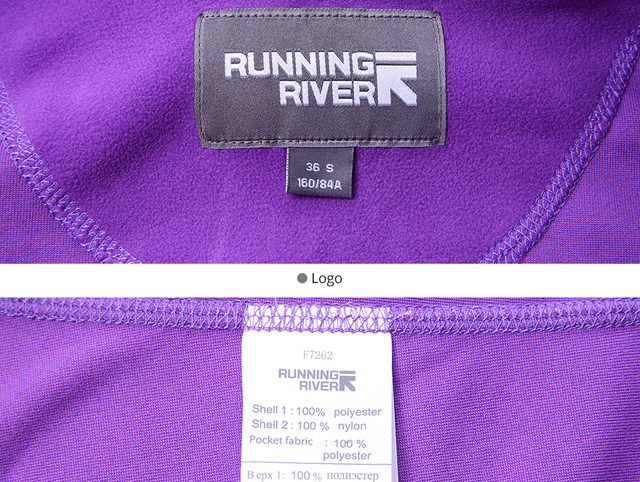 RUNNING
RIVER
36 S
160/84A
Logo
F7262
RUNNING
RIVER
Shell 1 : 100% polyester
Shell 2 : 100 % nylon
Pocket fabric : 100 %
polyester
Верх 1: 100 % полиэстер